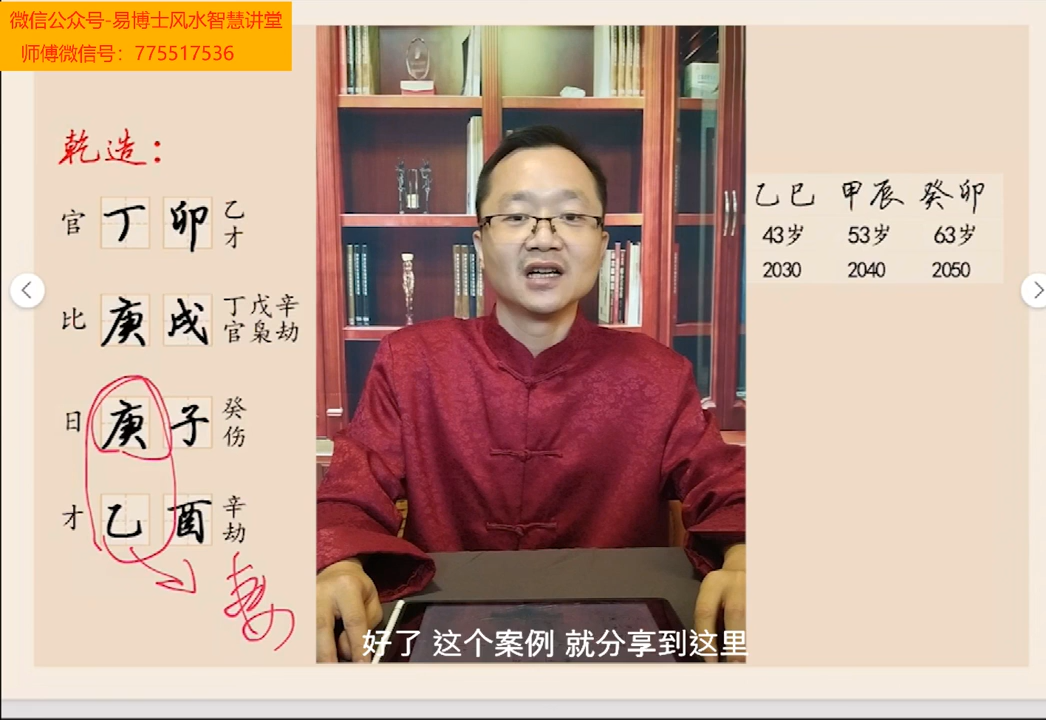 微信公众号-易博士风水智慧讲堂
师傅微信号：775517536
乾造：
官 丁 卯 乙
才
比 庚 戌 丁戊辛
官枭劫
日 庚 子 癸
伤
才 乙 酉 辛
劫
妻
乙巳 甲辰 癸卯
43岁 53岁 63岁
2030 2040 2050
好了 这个案例 就分享到这里